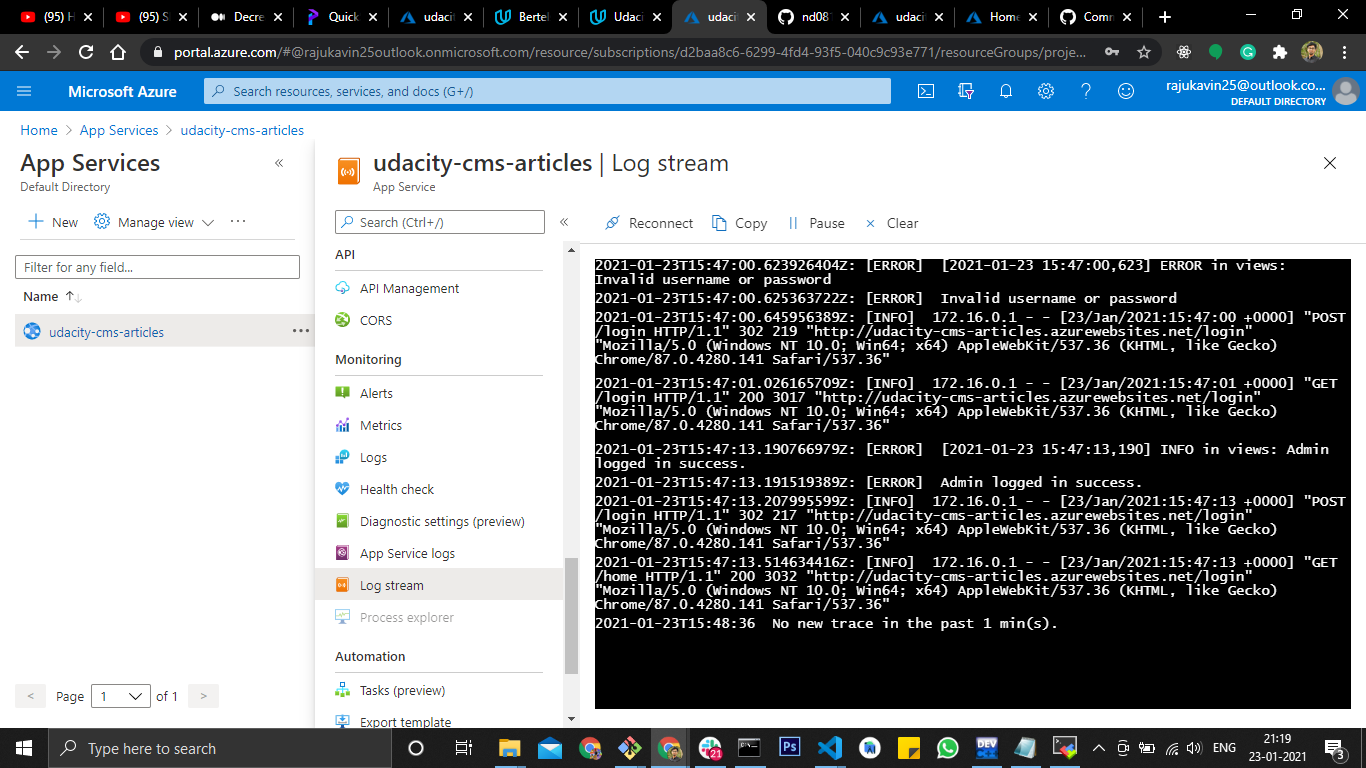 (95) H
(95) S
Decre
Quick
udaci
Bertel
Udaci
udaci
nd08
udaci
Home
Comm
portal.azure.com/#@rajukavin25outlook.onmicrosoft.com/resource/subscriptions/d2baa8c6-6299-4fd4-93f5-040c9c93e771/resourceGroups/proje...
Microsoft Azure
Search resources, services, and docs (G+/)
rajukavin25@outlook.co...
DEFAULT DIRECTORY
Home > App Services > udacity-cms-articles
App Services
Default Directory
New
Manage view
Filter for any field...
Name
udacity-cms-articles
< Page 1 of 1 >
udacity-cms-articles | Log stream
App Service
Search (Ctrl+/)
API
API Management
CORS
Monitoring
Alerts
Metrics
Logs
Health check
Diagnostic settings (preview)
App Service logs
Log stream
Process explorer
Automation
Tasks (preview)
Export template
Reconnect
Copy
Pause
Clear
2021-01-23T15:47:00.623926404Z: [ERROR]  [2021-01-23 15:47:00,623] ERROR in views:
Invalid username or password
2021-01-23T15:47:00.625363722Z: [ERROR]  Invalid username or password
2021-01-23T15:47:00.645956389Z: [INFO]  172.16.0.1 - - [23/Jan/2021:15:47:00 +0000] "POST
/login HTTP/1.1" 302 219 "http://udacity-cms-articles.azurewebsites.net/login"
"Mozilla/5.0 (Windows NT 10.0; Win64; x64) AppleWebKit/537.36 (KHTML, like Gecko)
Chrome/87.0.4280.141 Safari/537.36"
2021-01-23T15:47:01.026165709Z: [INFO]  172.16.0.1 - - [23/Jan/2021:15:47:01 +0000] "GET
/login HTTP/1.1" 200 3017 "http://udacity-cms-articles.azurewebsites.net/login"
"Mozilla/5.0 (Windows NT 10.0; Win64; x64) AppleWebKit/537.36 (KHTML, like Gecko)
Chrome/87.0.4280.141 Safari/537.36"
2021-01-23T15:47:13.190766979Z: [ERROR]  [2021-01-23 15:47:13,190] INFO in views: Admin
logged in success.
2021-01-23T15:47:13.191519389Z: [ERROR]  Admin logged in success.
2021-01-23T15:47:13.207995599Z: [INFO]  172.16.0.1 - - [23/Jan/2021:15:47:13 +0000] "POST
/login HTTP/1.1" 302 217 "http://udacity-cms-articles.azurewebsites.net/login"
"Mozilla/5.0 (Windows NT 10.0; Win64; x64) AppleWebKit/537.36 (KHTML, like Gecko)
Chrome/87.0.4280.141 Safari/537.36"
2021-01-23T15:47:13.514634416Z: [INFO]  172.16.0.1 - - [23/Jan/2021:15:47:13 +0000] "GET
/home HTTP/1.1" 200 3032 "http://udacity-cms-articles.azurewebsites.net/login"
"Mozilla/5.0 (Windows NT 10.0; Win64; x64) AppleWebKit/537.36 (KHTML, like Gecko)
Chrome/87.0.4280.141 Safari/537.36"
2021-01-23T15:48:36  No new trace in the past 1 min(s).
Type here to search
21
Ps
DEV
ENG
21:19
23-01-2021
3